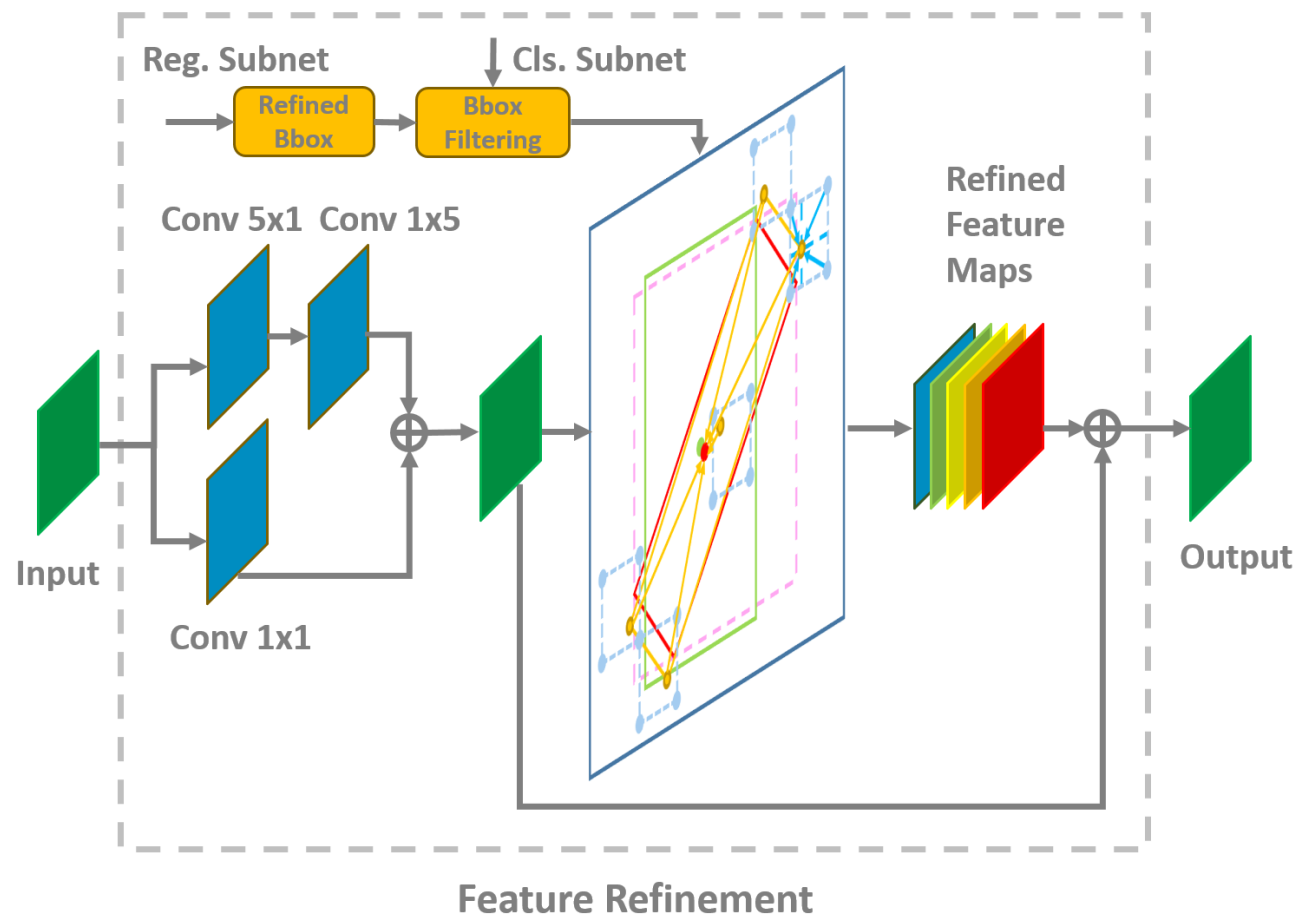 Reg. Subnet
Cls. Subnet
Refined
Bbox
Bbox
Filtering
Conv 5x1
Conv 1x5
Refined
Feature
Maps
Input
Conv 1x1
Output
Feature Refinement